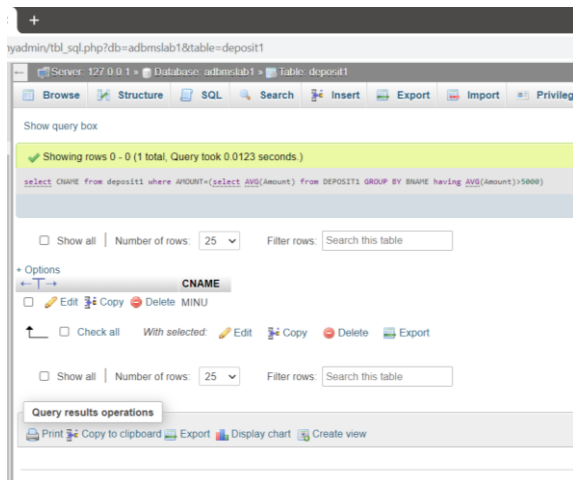 +
nyadmin/tbl_sql.php?db=adbmslab1&table=deposit1
Server: 127.0.0.1 » Database: adbmslab1 » Table: deposit1
Browse Structure SQL Search Insert Export Import Privileg
Show query box
Showing rows 0 - 0 (1 total, Query took 0.0123 seconds.)
select CNAME from deposit1 where AMOUNT=(select AVG(Amount) from DEPOSIT1 GROUP BY BNAME having AVG(Amount)>5000)
Show all | Number of rows: 25 Filter rows: Search this table
+ Options
←T→ CNAME
Edit Copy Delete MINU
Check all With selected: Edit Copy Delete Export
Show all | Number of rows: 25 Filter rows: Search this table
Query results operations
Print Copy to clipboard Export Display chart Create view